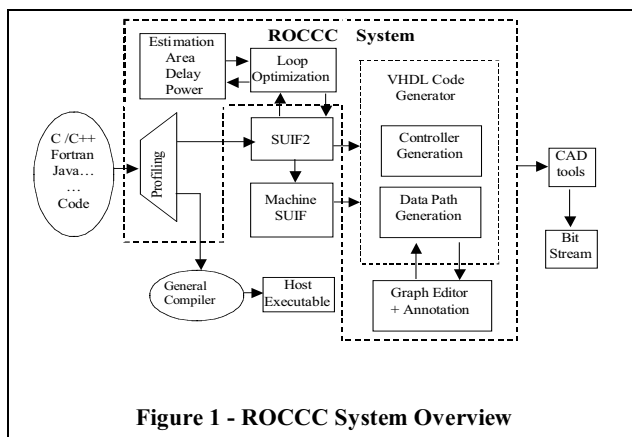 ROCCC System
Estimation
Area
Delay
Power
Loop
Optimization
VHDL Code
Generator
C /C++
Fortran
Java…
…
Code
Profiling
SUIF2
Controller
Generation
CAD
tools
Machine
SUIF
Data Path
Generation
Bit
Stream
General
Compiler
Host
Executable
Graph Editor
+ Annotation
Figure 1 - ROCCC System Overview